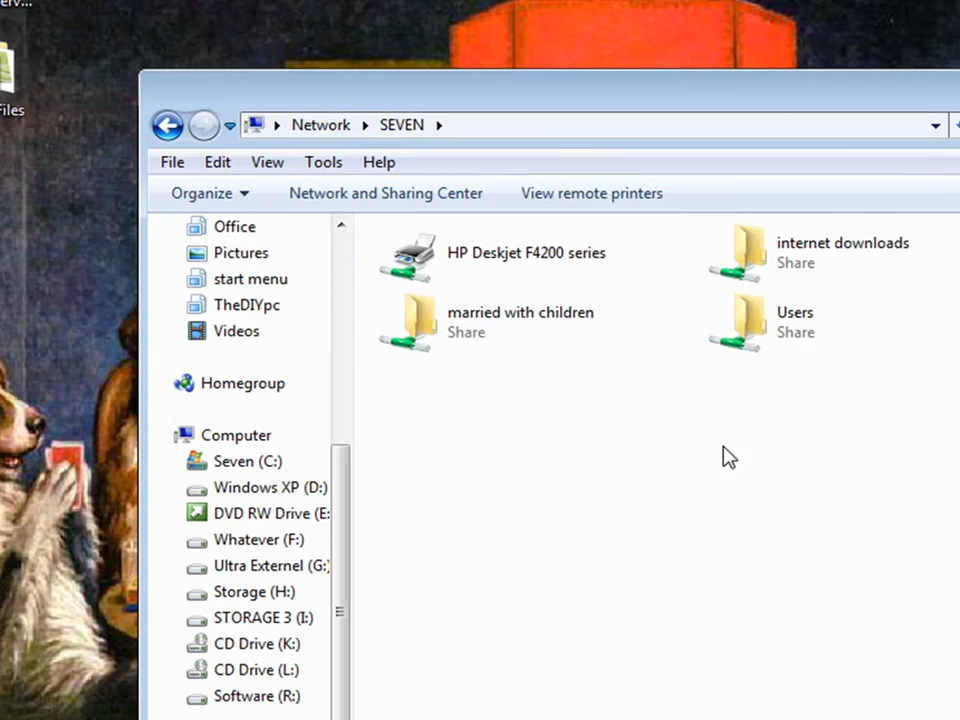 erv...
Files
Network
SEVEN
File Edit View Tools Help
Organize Network and Sharing Center View remote printers
Office
Pictures
start menu
TheDIYpc
Videos
Homegroup
Computer
Seven (C:)
Windows XP (D:)
DVD RW Drive (E:
Whatever (F:)
Ultra Externel (G:)
Storage (H:)
STORAGE 3 (I:)
CD Drive (K:)
CD Drive (L:)
Software (R:)
HP Deskjet F4200 series
internet downloads
Share
married with children
Share
Users
Share